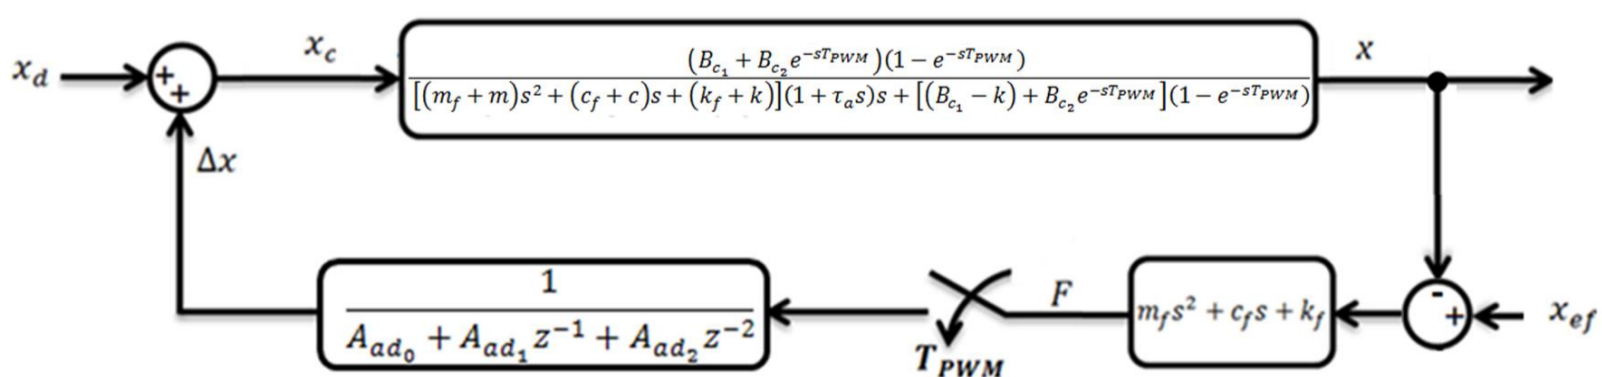 x_d
+
+
x_c
(B_{c_1} + B_{c_2}e^{-sT_{PWM}})(1 − e^{-sT_{PWM}})
[(m_f + m)s^2 + (c_f + c)s + (k_f + k)](1 + τ_a s)s + [(B_{c_1} − k) + B_{c_2}e^{-sT_{PWM}}](1 − e^{-sT_{PWM}})
x
Δx
1
A_{ad_0} + A_{ad_1}z^{-1} + A_{ad_2}z^{-2}
T_{PWM}
F
m_f s^2 + c_f s + k_f
-
+
x_{ef}